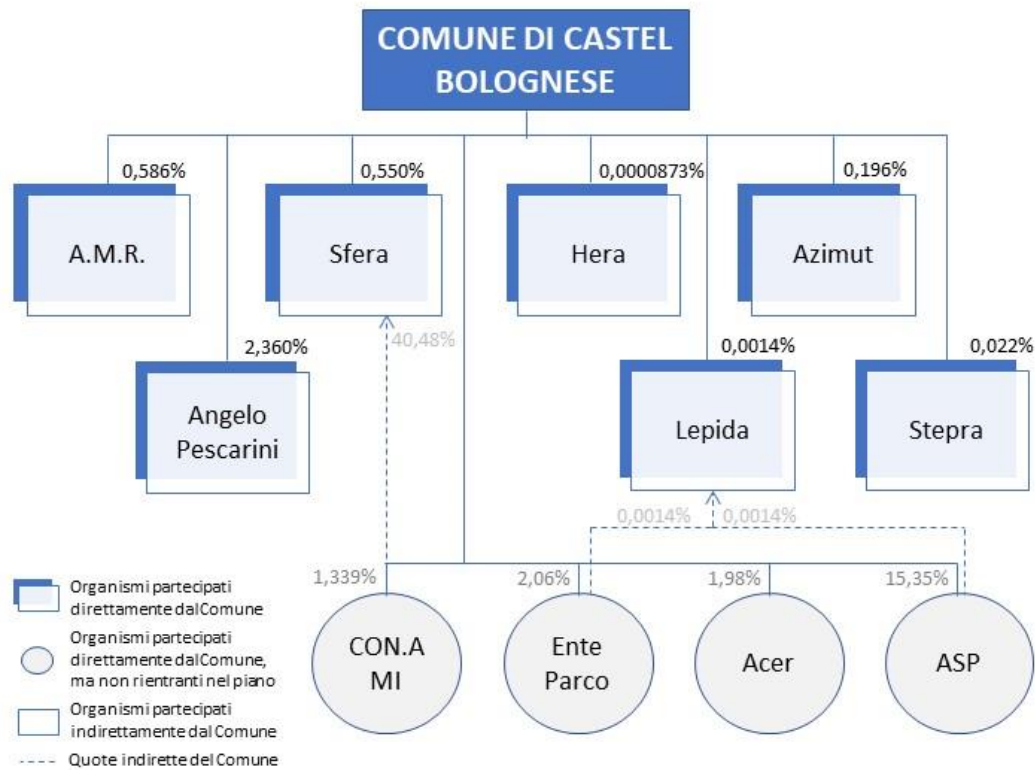 COMUNE DI CASTEL
BOLOGNESE
0,586%
0,550%
0,0000873%
0,196%
A.M.R.
Sfera
Hera
Azimut
40,48%
2,360%
0,0014%
0,022%
Angelo
Pescarini
Lepida
Stepra
0,0014%
0,0014%
1,339%
2,06%
1,98%
15,35%
CON.A
MI
Ente
Parco
Acer
ASP
Organismi partecipati
direttamente dal Comune
Organismi partecipati
direttamente dal Comune,
ma non rientranti nel piano
Organismi partecipati
indirettamente dal Comune
Quote indirette del Comune